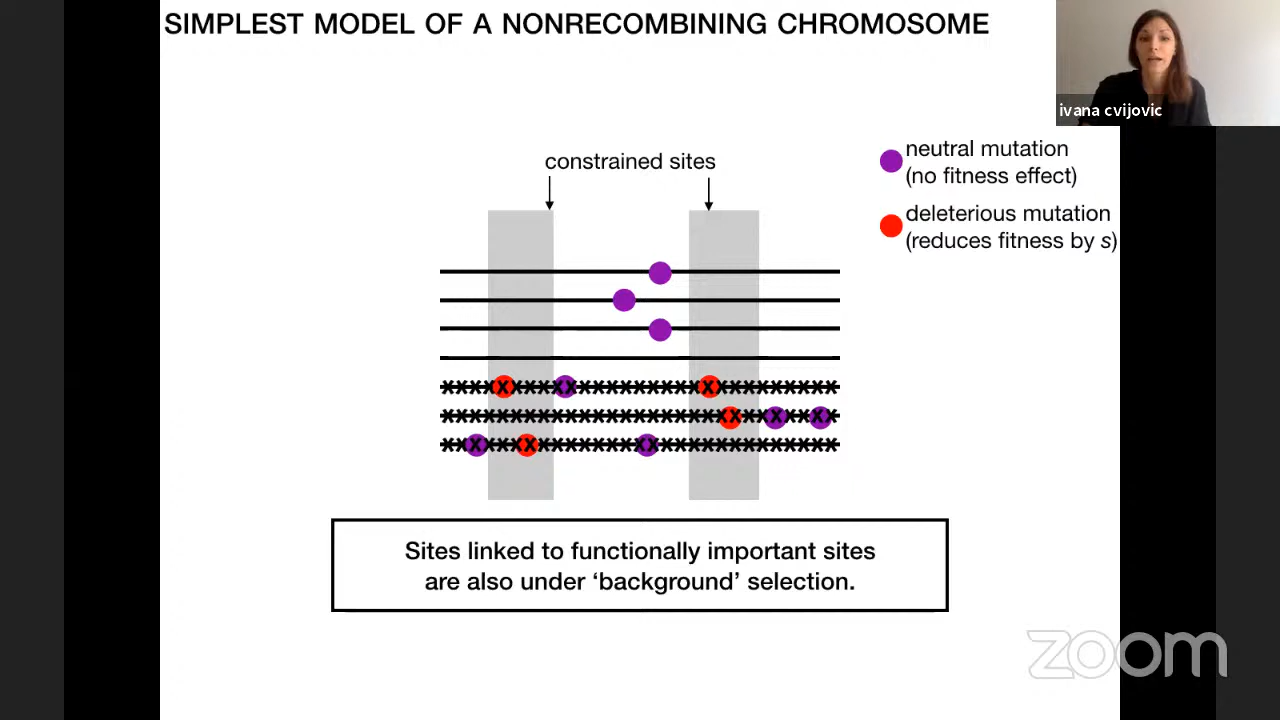 SIMPLEST MODEL OF A NONRECOMBINING CHROMOSOME
ivana cvijovic
constrained sites
neutral mutation
(no fitness effect)
deleterious mutation
(reduces fitness by s)
Sites linked to functionally important sites
are also under ‘background’ selection.
zoom